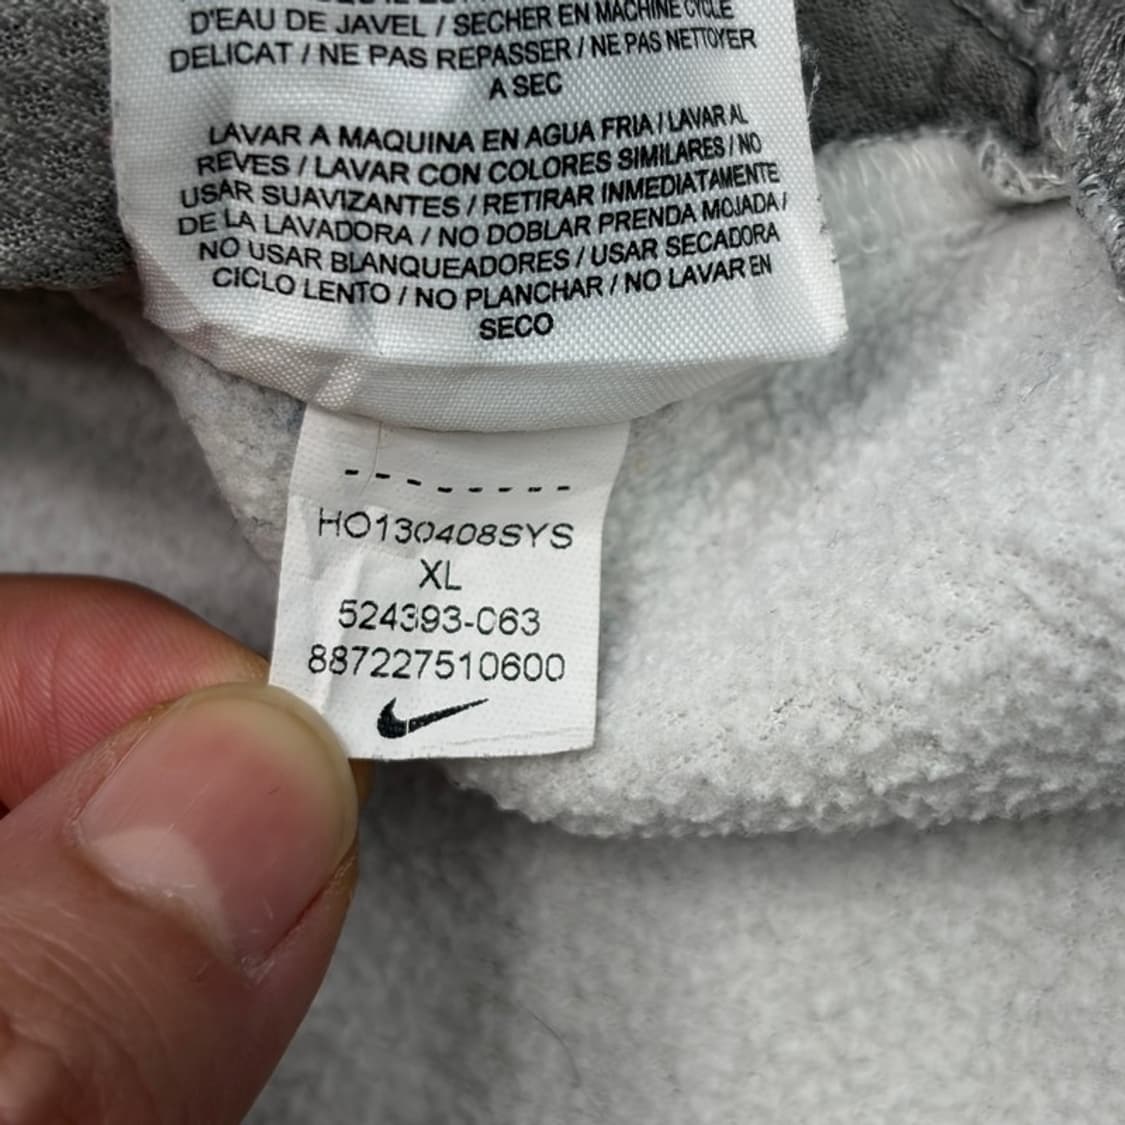 D'EAU DE JAVEL / SECHER EN MACHINE CYCLE
DELICAT / NE PAS REPASSER / NE PAS NETTOYER
A SEC
LAVAR A MAQUINA EN AGUA FRIA / LAVAR AL
REVES / LAVAR CON COLORES SIMILARES / NO
USAR SUAVIZANTES / RETIRAR INMEDIATAMENTE
DE LA LAVADORA / NO DOBLAR PRENDA MOJADA /
NO USAR BLANQUEADORES / USAR SECADORA
CICLO LENTO / NO PLANCHAR / NO LAVAR EN
SECO
--------
HO130408SYS
XL
524393-063
887227510600